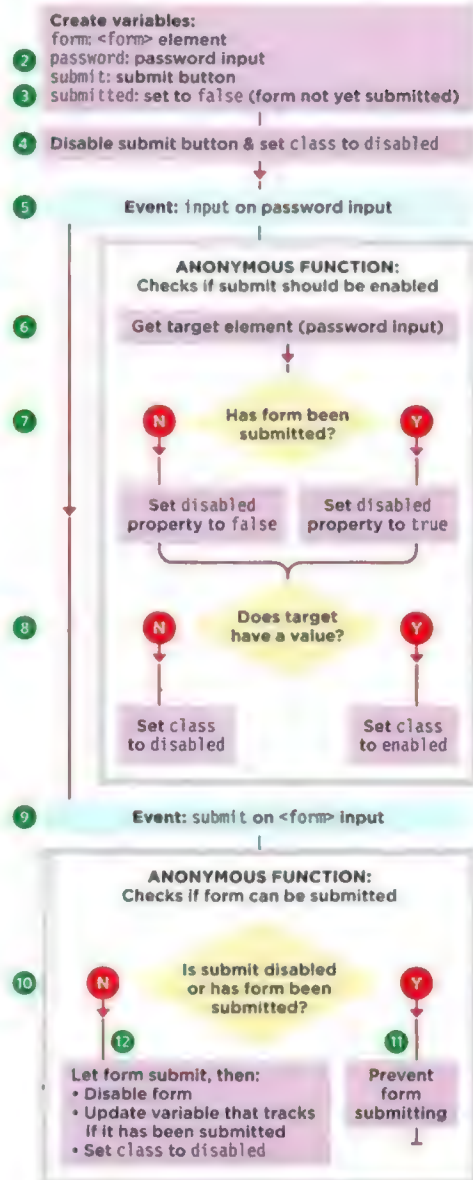 Create variables:
form: <form> element
2 password: password input
submit: submit button
3 submitted: set to false (form not yet submitted)
4 Disable submit button & set class to disabled
5 Event: input on password input
ANONYMOUS FUNCTION:
Checks if submit should be enabled
6 Get target element (password input)
7 N Has form been submitted? Y
Set disabled property to false
Set disabled property to true
8 N Does target have a value? Y
Set class to disabled
Set class to enabled
9 Event: submit on <form> input
ANONYMOUS FUNCTION:
Checks if form can be submitted
10 N Is submit disabled or has form been submitted? Y
12
11
Let form submit, then:
• Disable form
• Update variable that tracks
if it has been submitted
• Set class to disabled
Prevent
form
submitting